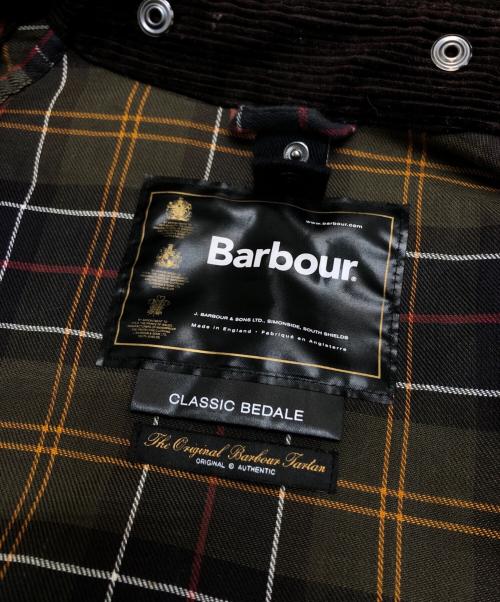 www.barbour.com
Barbour®
J. BARBOUR & SONS LTD., SIMONSIDE, SOUTH SHIELDS
Made in England - Fabriqué en Angleterre
CLASSIC BEDALE
S S S
The Original Barbour Tartan
ORIGINAL © AUTHENTIC